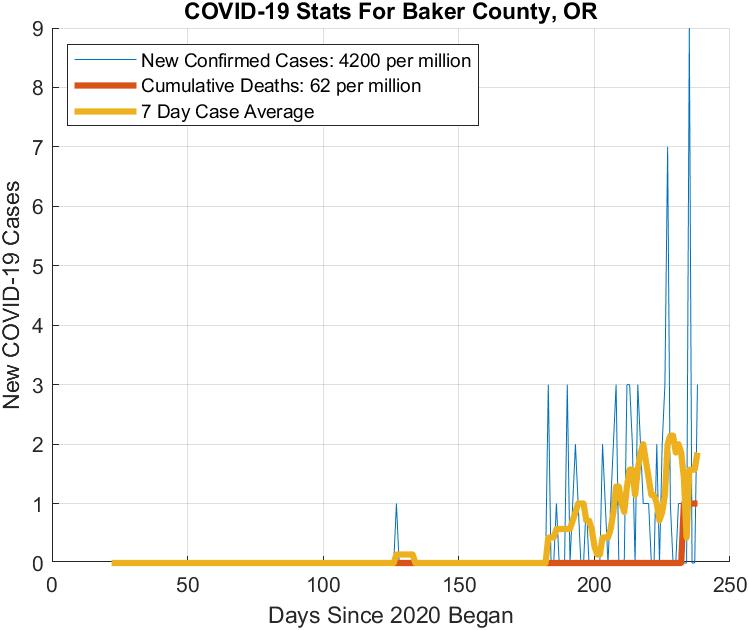 COVID-19 Stats For Baker County, OR
New Confirmed Cases: 4200 per million
Cumulative Deaths: 62 per million
7 Day Case Average
New COVID-19 Cases
9
8
7
6
5
4
3
2
1
0
0 50 100 150 200 250
Days Since 2020 Began